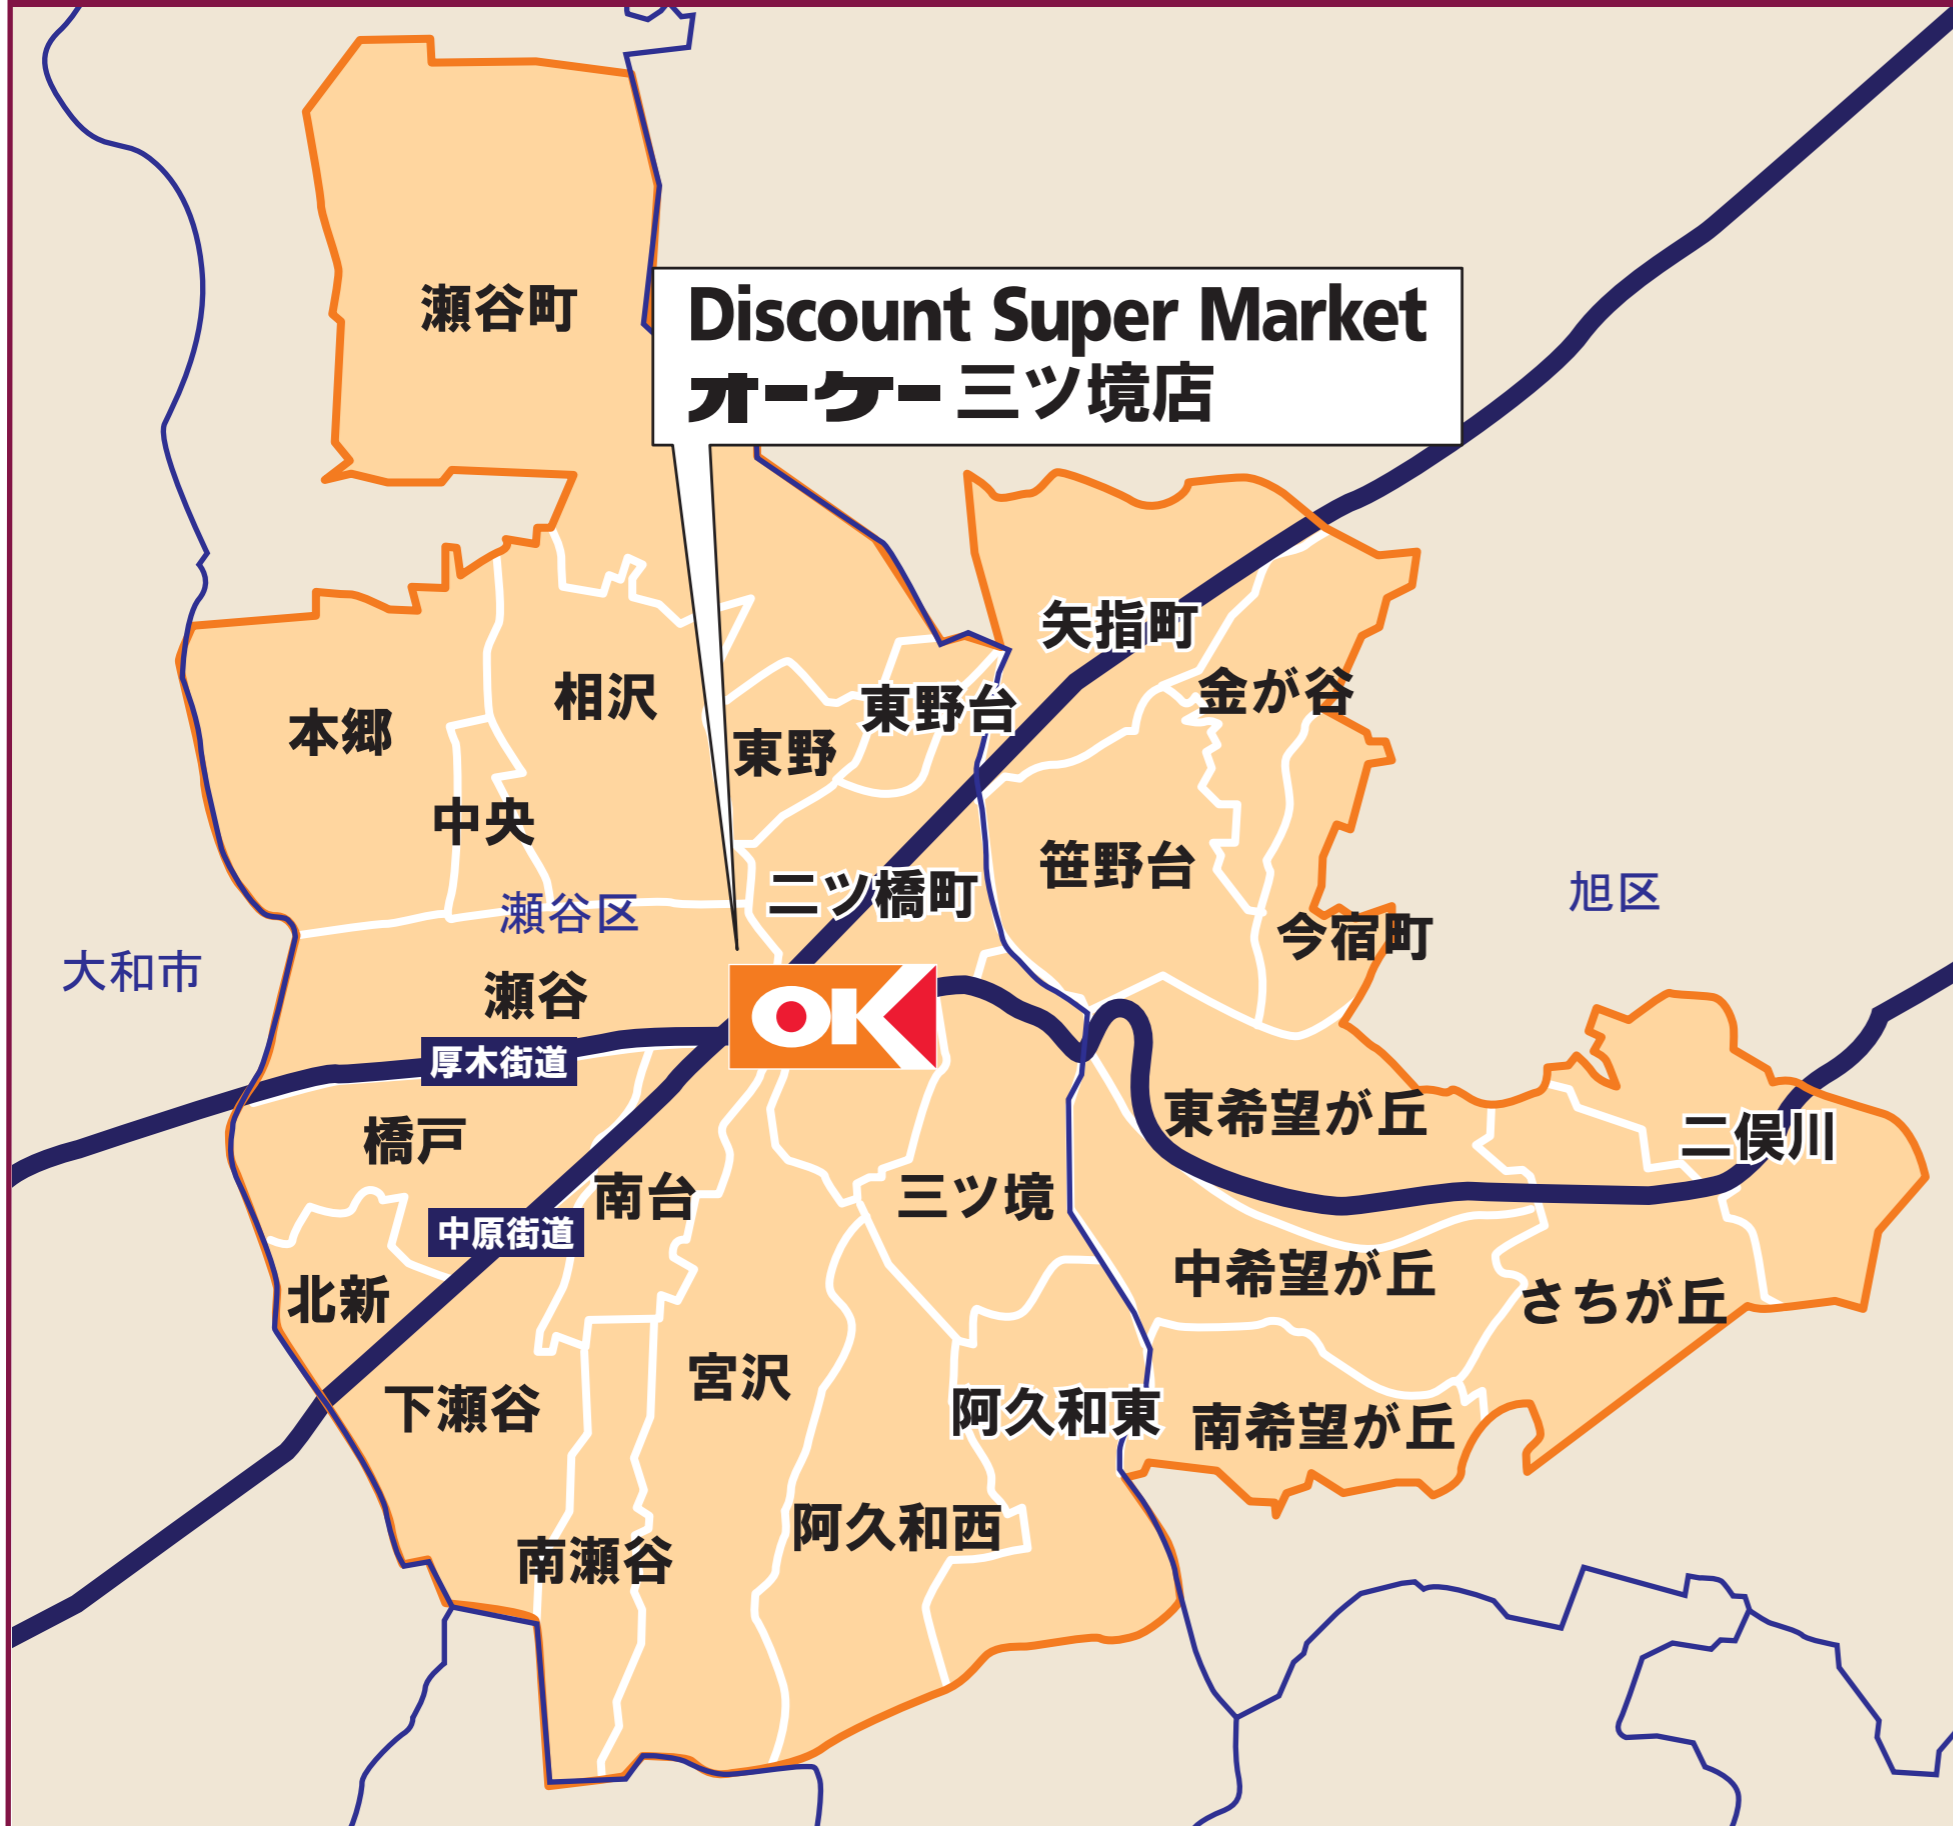 瀬谷町
Discount Super Market
オーケー三ツ境店
矢指町
金が谷
相沢
本郷
東野台
東野
中央
二ツ橋町
笹野台
瀬谷区
旭区
今宿町
大和市
瀬谷
OK
厚木街道
橋戸
東希望が丘
二俣川
南台
三ツ境
中原街道
中希望が丘
北新
さちが丘
宮沢
下瀬谷
阿久和東
南希望が丘
阿久和西
南瀬谷